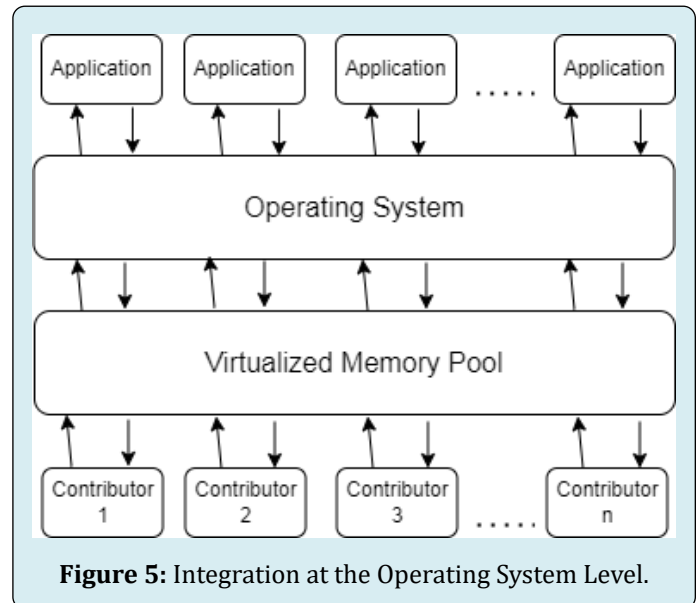 Application Application Application Application
.....
Operating System
Virtualized Memory Pool
Contributor Contributor Contributor Contributor
1 2 3 ..... n
Figure 5: Integration at the Operating System Level.